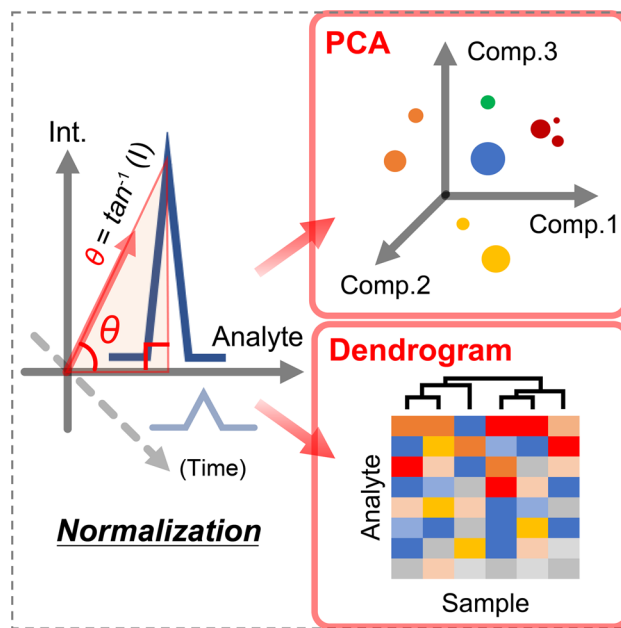 Int.
θ = tan⁻¹ (I)
θ
Analyte
(Time)
Normalization
PCA
Comp.3
Comp.1
Comp.2
Dendrogram
Analyte
Sample